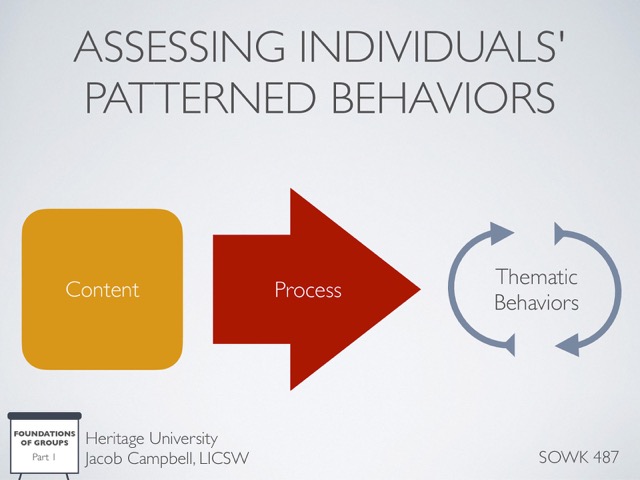 ASSESSING INDIVIDUALS'
PATTERNED BEHAVIORS
Content
Process
Thematic
Behaviors
FOUNDATIONS
OF GROUPS
Part 1
Heritage University
Jacob Campbell, LICSW
SOWK 487